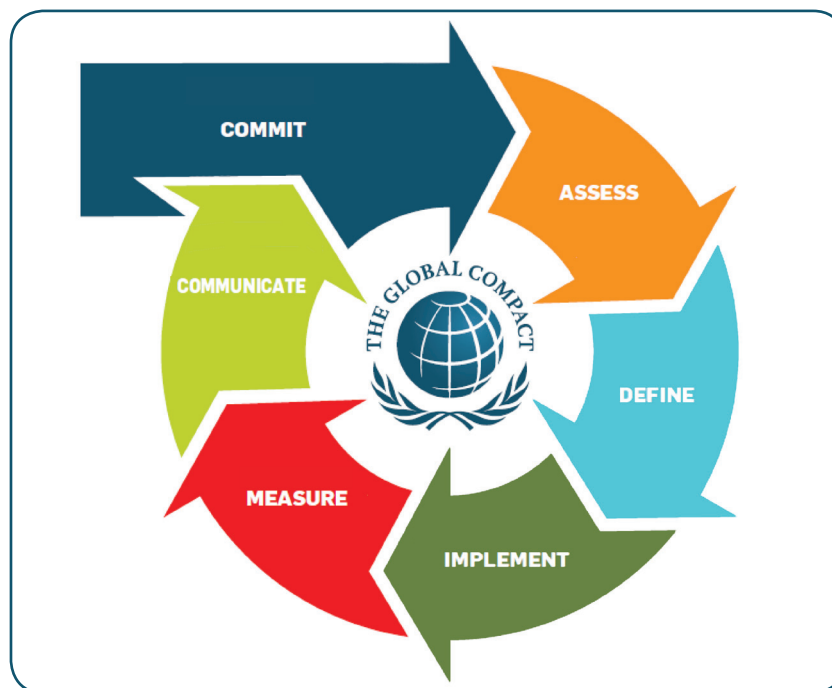 COMMIT
ASSESS
DEFINE
IMPLEMENT
MEASURE
COMMUNICATE
THE GLOBAL COMPACT